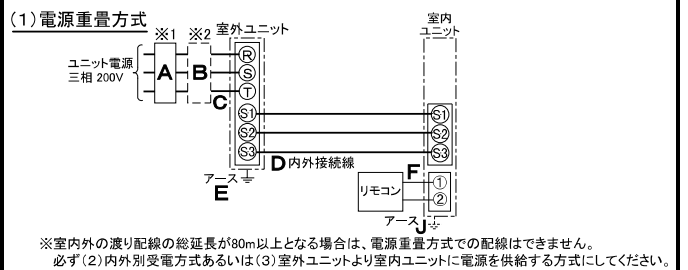 (1)電源重畳方式
※1 ※2 室外ユニット
室内
ユニット
ユニット電源
三相 200V
A B C
R
S
T
S1 S1
S2 S2
S3 S3
D 内外接続線
アース
E
リモコン
F
①
②
アース J
※室内外の渡り配線の総延長が80m以上となる場合は、電源重畳方式での配線はできません。
必ず(2)内外別受電方式あるいは(3)室外ユニットより室内ユニットに電源を供給する方式にしてください。